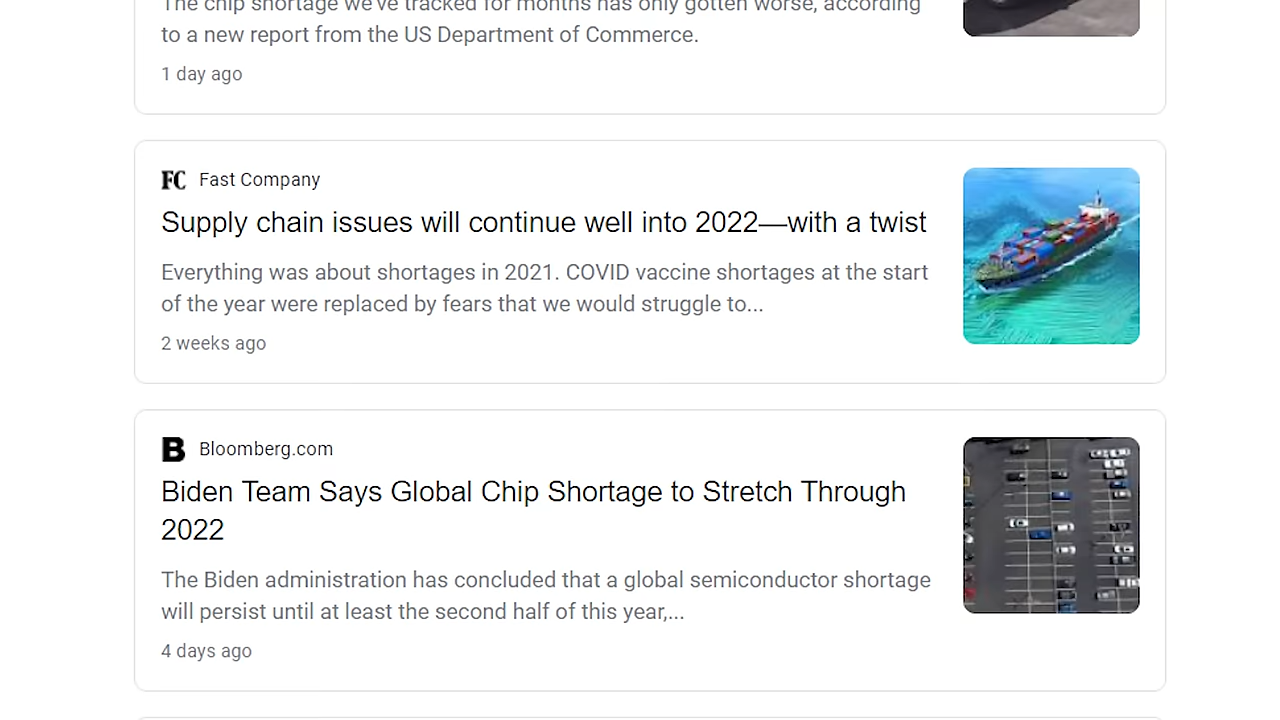 The chip shortage we've tracked for months has only gotten worse, according
to a new report from the US Department of Commerce.
1 day ago
FC Fast Company
Supply chain issues will continue well into 2022—with a twist
Everything was about shortages in 2021. COVID vaccine shortages at the start
of the year were replaced by fears that we would struggle to...
2 weeks ago
B Bloomberg.com
Biden Team Says Global Chip Shortage to Stretch Through
2022
The Biden administration has concluded that a global semiconductor shortage
will persist until at least the second half of this year,...
4 days ago